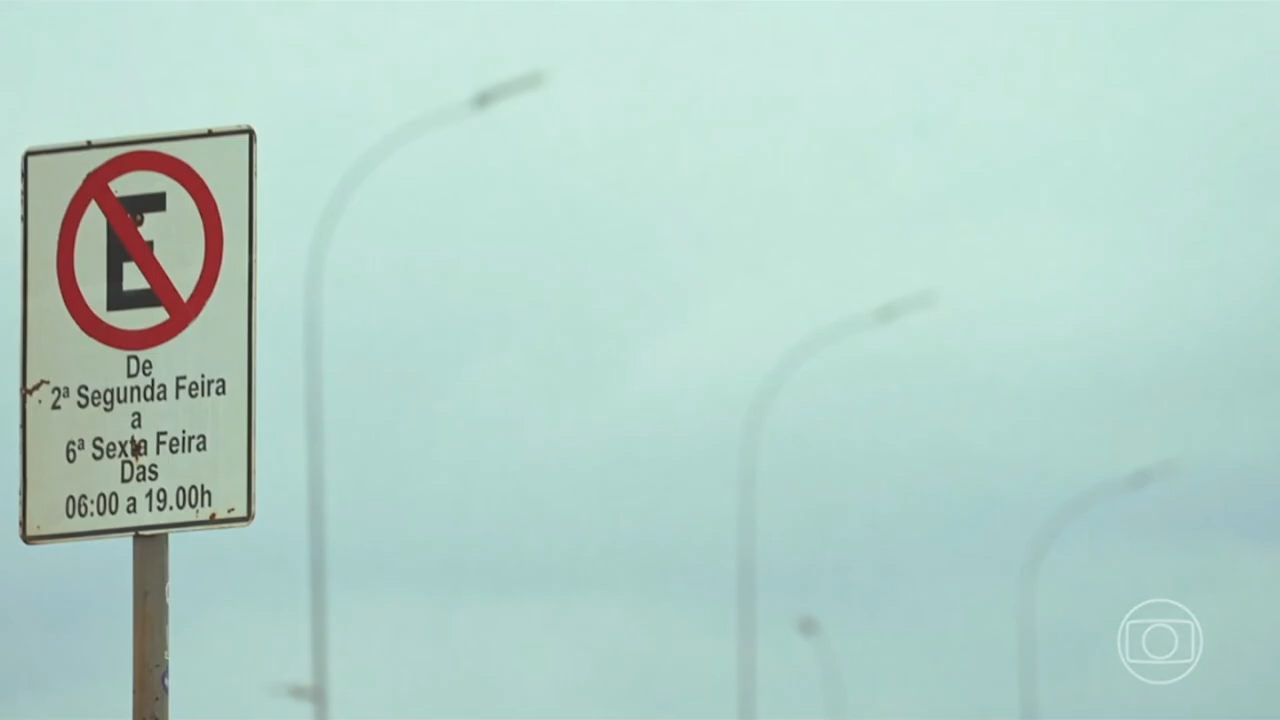 E
De
2ª Segunda Feira
a
6ª Sexta Feira
Das
06:00 a 19.00h